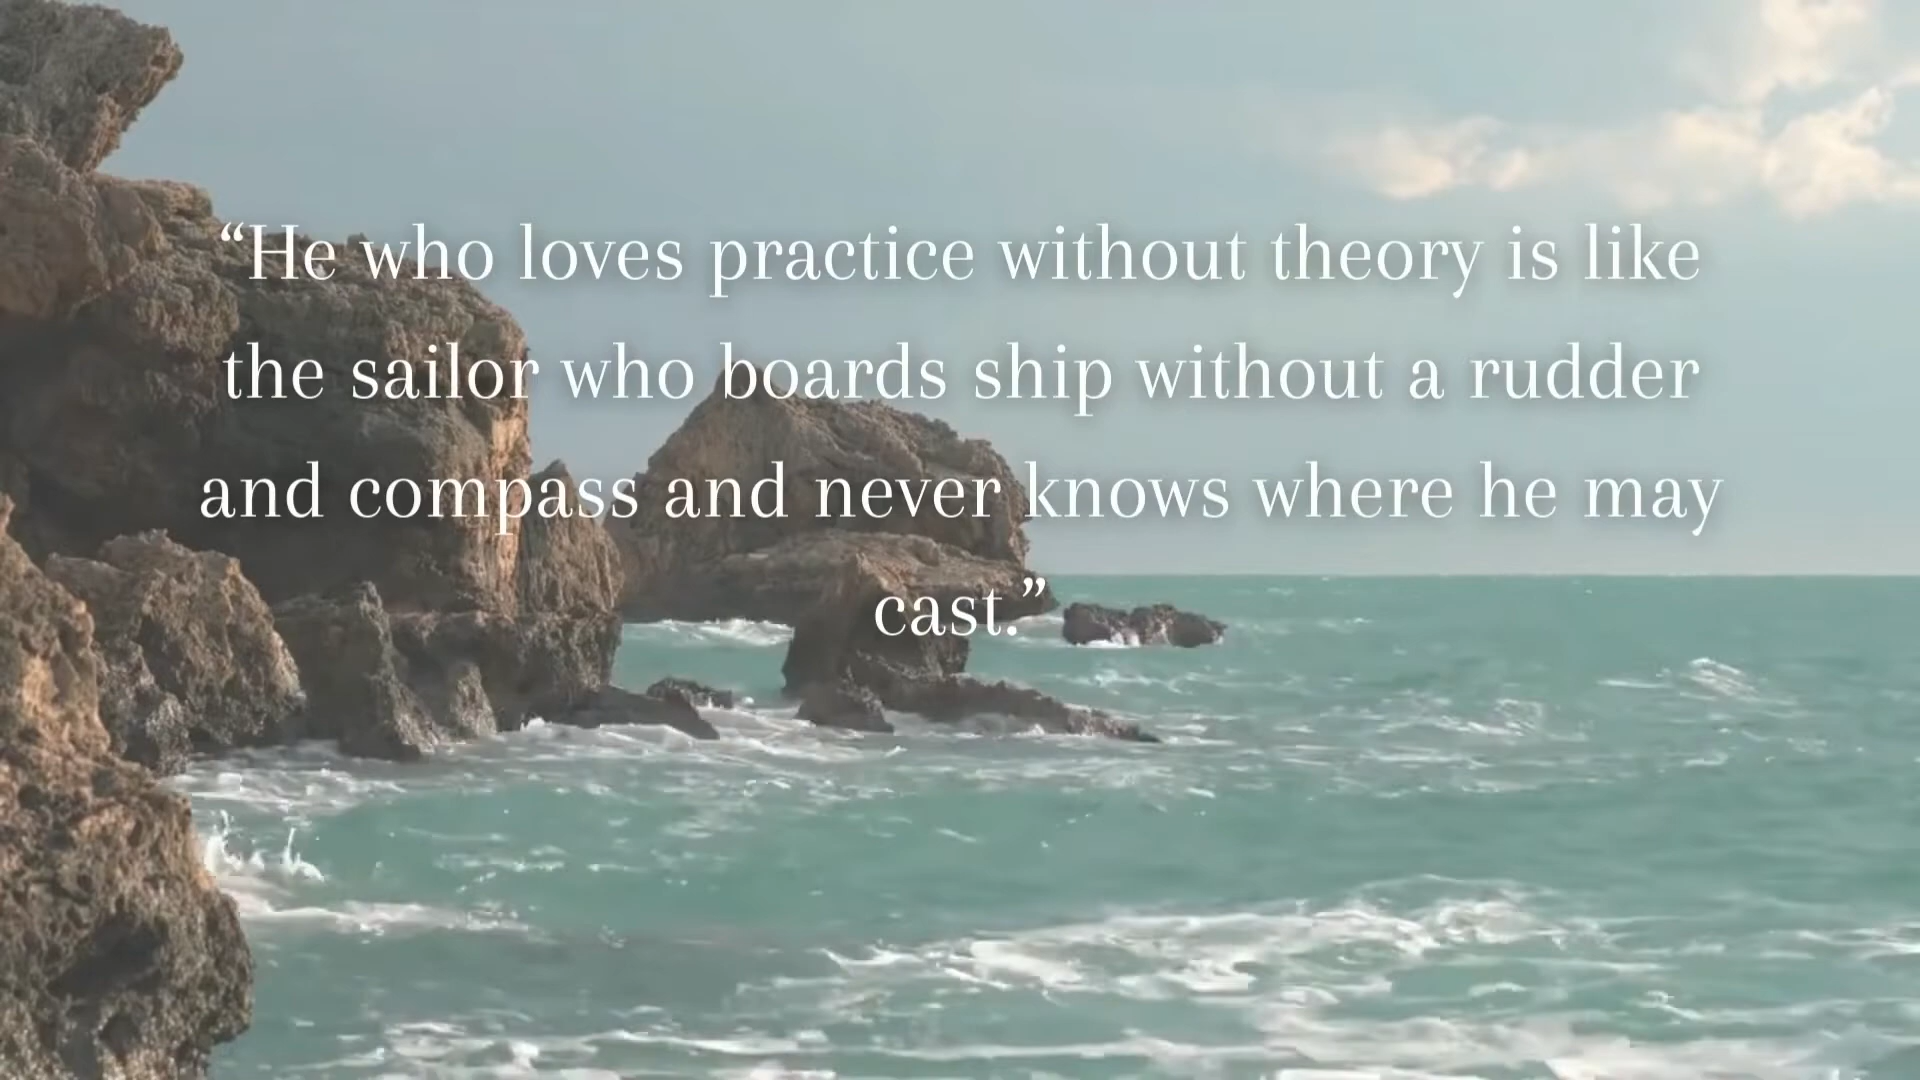 “He who loves practice without theory is like
the sailor who boards ship without a rudder
and compass and never knows where he may
cast.”